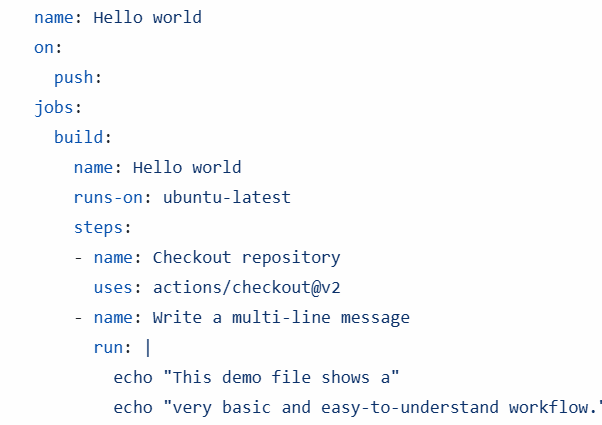 name: Hello world
on:
  push:
jobs:
  build:
    name: Hello world
    runs-on: ubuntu-latest
    steps:
    - name: Checkout repository
      uses: actions/checkout@v2
    - name: Write a multi-line message
      run: |
        echo "This demo file shows a"
        echo "very basic and easy-to-understand workflow."